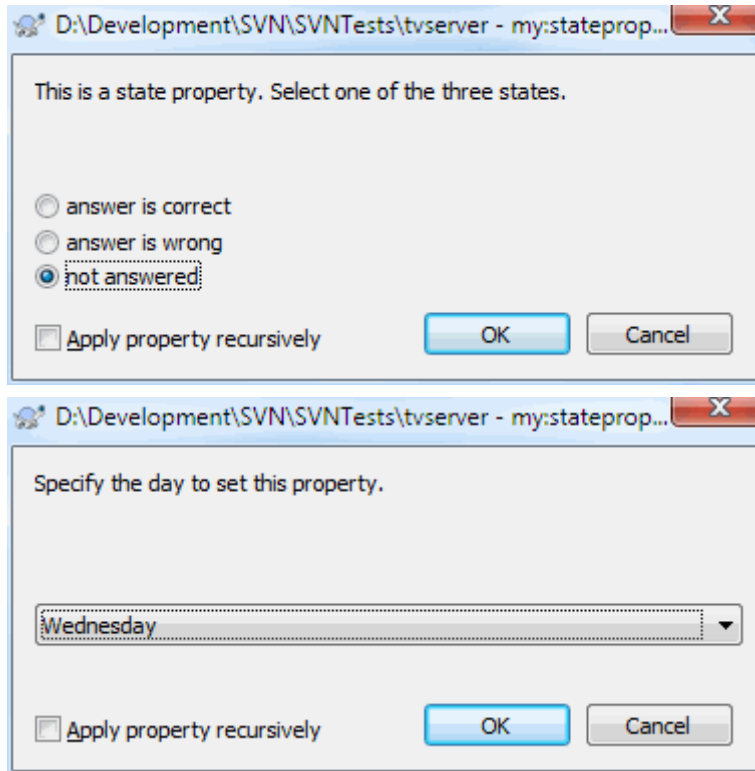 D:\Development\SVN\SVNTests\tvserver - my:stateprop...
This is a state property. Select one of the three states.
answer is correct
answer is wrong
not answered
Apply property recursively OK Cancel
D:\Development\SVN\SVNTests\tvserver - my:stateprop...
Specify the day to set this property.
Wednesday
Apply property recursively OK Cancel